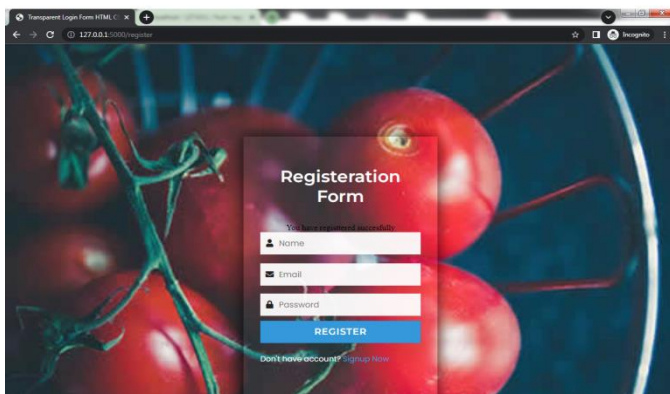 Transparent Login Form HTML C
127.0.0.1:5000/register
Incognito
Registeration
Form
You have registered succesfully
Name
Email
Password
REGISTER
Don't have account? Signup Now